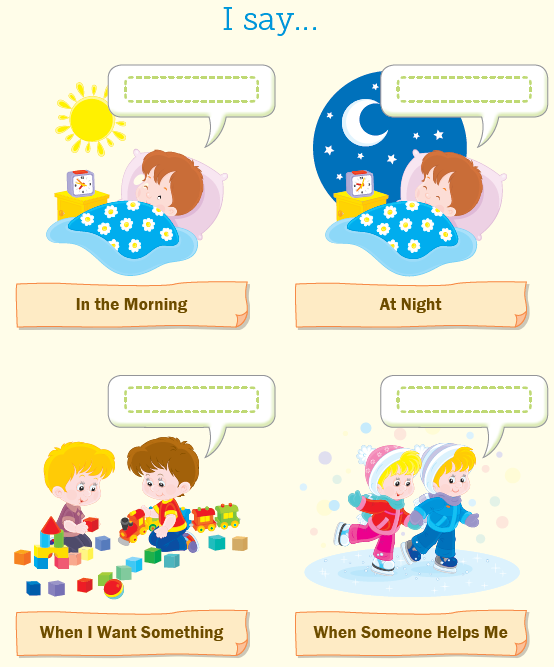 I say...
In the Morning
At Night
When I Want Something
When Someone Helps Me